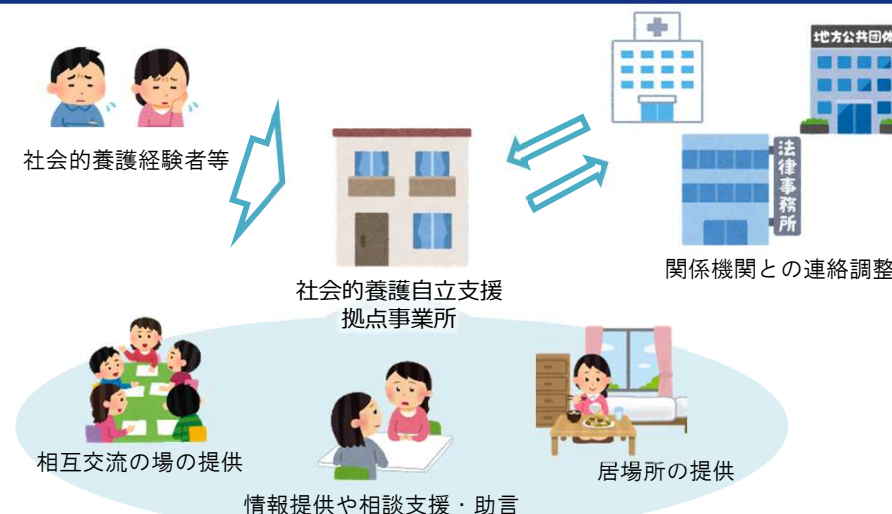 地方公共団体
社会的養護経験者等
法律事務所
関係機関との連絡調整
社会的養護自立支援
拠点事業所
相互交流の場の提供
居場所の提供
情報提供や相談支援・助言